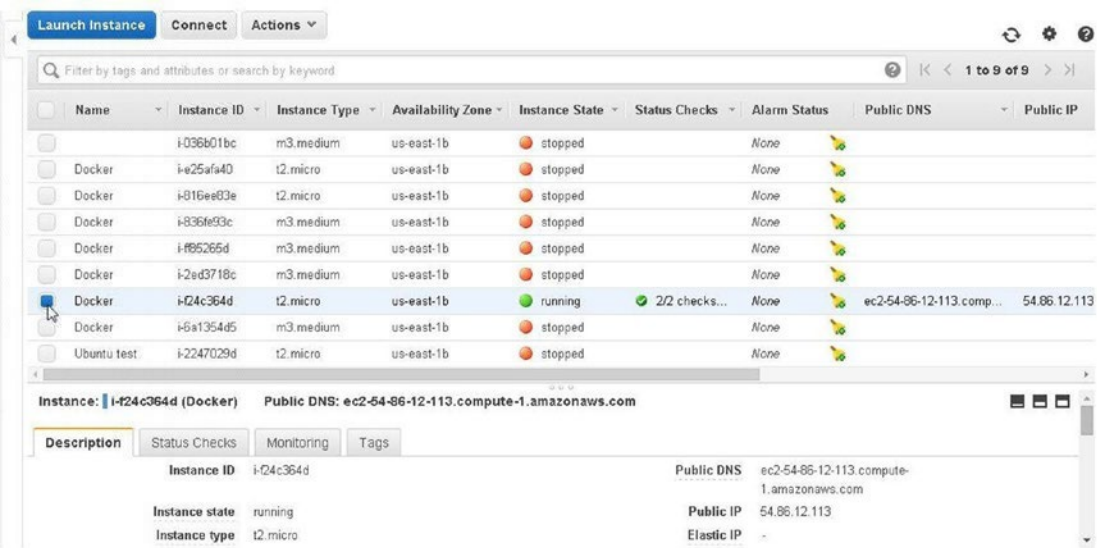 Launch Instance Connect Actions
Filter by tags and attributes or search by keyword 1 to 9 of 9
Name Instance ID Instance Type Availability Zone Instance State Status Checks Alarm Status Public DNS Public IP
i-036b01bc m3.medium us-east-1b stopped None
Docker i-e25afa40 t2.micro us-east-1b stopped None
Docker i-816ee83e t2.micro us-east-1b stopped None
Docker i-836fe93c m3.medium us-east-1b stopped None
Docker i-ff85265d m3.medium us-east-1b stopped None
Docker i-2ed3718c m3.medium us-east-1b stopped None
Docker i-f24c364d t2.micro us-east-1b running 2/2 checks... None ec2-54-86-12-113.comp... 54.86.12.113
Docker i-6a1354d5 m3.medium us-east-1b stopped None
Ubuntu test i-2247029d t2.micro us-east-1b stopped None
Instance: i-f24c364d (Docker) Public DNS: ec2-54-86-12-113.compute-1.amazonaws.com
Description Status Checks Monitoring Tags
Instance ID i-f24c364d Public DNS ec2-54-86-12-113.compute-
1.amazonaws.com
Instance state running Public IP 54.86.12.113
Instance type t2.micro Elastic IP -